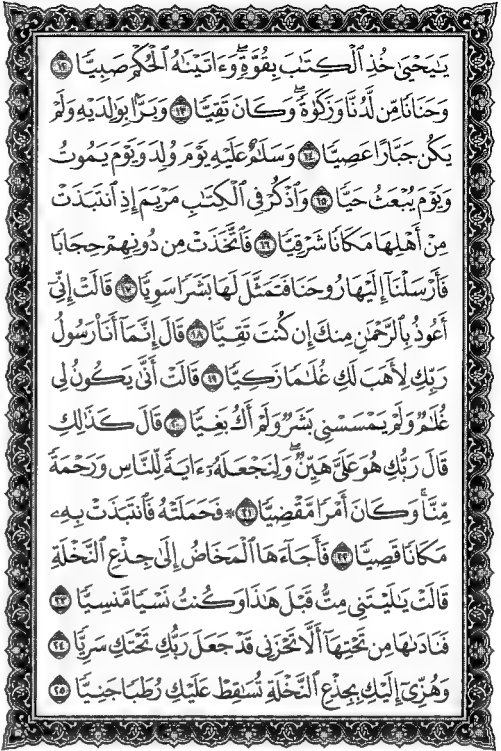 يَٰيَحْيَىٰ خُذِ ٱلْكِتَٰبَ بِقُوَّةٍۖ وَءَاتَيْنَٰهُ ٱلْحُكْمَ صَبِيًّا ١٢
وَحَنَانًا مِّن لَّدُنَّا وَزَكَوٰةًۖ وَكَانَ تَقِيًّا ١٣ وَبَرًّۢا بِوَٰلِدَيْهِ وَلَمْ
يَكُن جَبَّارًا عَصِيًّا ١٤ وَسَلَٰمٌ عَلَيْهِ يَوْمَ وُلِدَ وَيَوْمَ يَمُوتُ
وَيَوْمَ يُبْعَثُ حَيًّا ١٥ وَٱذْكُرْ فِى ٱلْكِتَٰبِ مَرْيَمَ إِذِ ٱنتَبَذَتْ
مِنْ أَهْلِهَا مَكَانًا شَرْقِيًّا ١٦ فَٱتَّخَذَتْ مِن دُونِهِمْ حِجَابًا
فَأَرْسَلْنَآ إِلَيْهَا رُوحَنَا فَتَمَثَّلَ لَهَا بَشَرًا سَوِيًّا ١٧ قَالَتْ إِنِّىٓ
أَعُوذُ بِٱلرَّحْمَٰنِ مِنكَ إِن كُنتَ تَقِيًّا ١٨ قَالَ إِنَّمَآ أَنَا۠ رَسُولُ
رَبِّكِ لِأَهَبَ لَكِ غُلَٰمًا زَكِيًّا ١٩ قَالَتْ أَنَّىٰ يَكُونُ لِى
غُلَٰمٌ وَلَمْ يَمْسَسْنِى بَشَرٌ وَلَمْ أَكُ بَغِيًّا ٢٠ قَالَ كَذَٰلِكِ
قَالَ رَبُّكِ هُوَ عَلَىَّ هَيِّنٌۖ وَلِنَجْعَلَهُۥٓ ءَايَةً لِّلنَّاسِ وَرَحْمَةً
مِّنَّاۚ وَكَانَ أَمْرًا مَّقْضِيًّا ٢١ ۞ فَحَمَلَتْهُ فَٱنتَبَذَتْ بِهِۦ
مَكَانًا قَصِيًّا ٢٢ فَأَجَآءَهَا ٱلْمَخَاضُ إِلَىٰ جِذْعِ ٱلنَّخْلَةِ
قَالَتْ يَٰلَيْتَنِى مِتُّ قَبْلَ هَٰذَا وَكُنتُ نَسْيًا مَّنسِيًّا ٢٣
فَنَادَىٰهَا مِن تَحْتِهَآ أَلَّا تَحْزَنِى قَدْ جَعَلَ رَبُّكِ تَحْتَكِ سَرِيًّا ٢٤
وَهُزِّىٓ إِلَيْكِ بِجِذْعِ ٱلنَّخْلَةِ تُسَٰقِطْ عَلَيْكِ رُطَبًا جَنِيًّا ٢٥